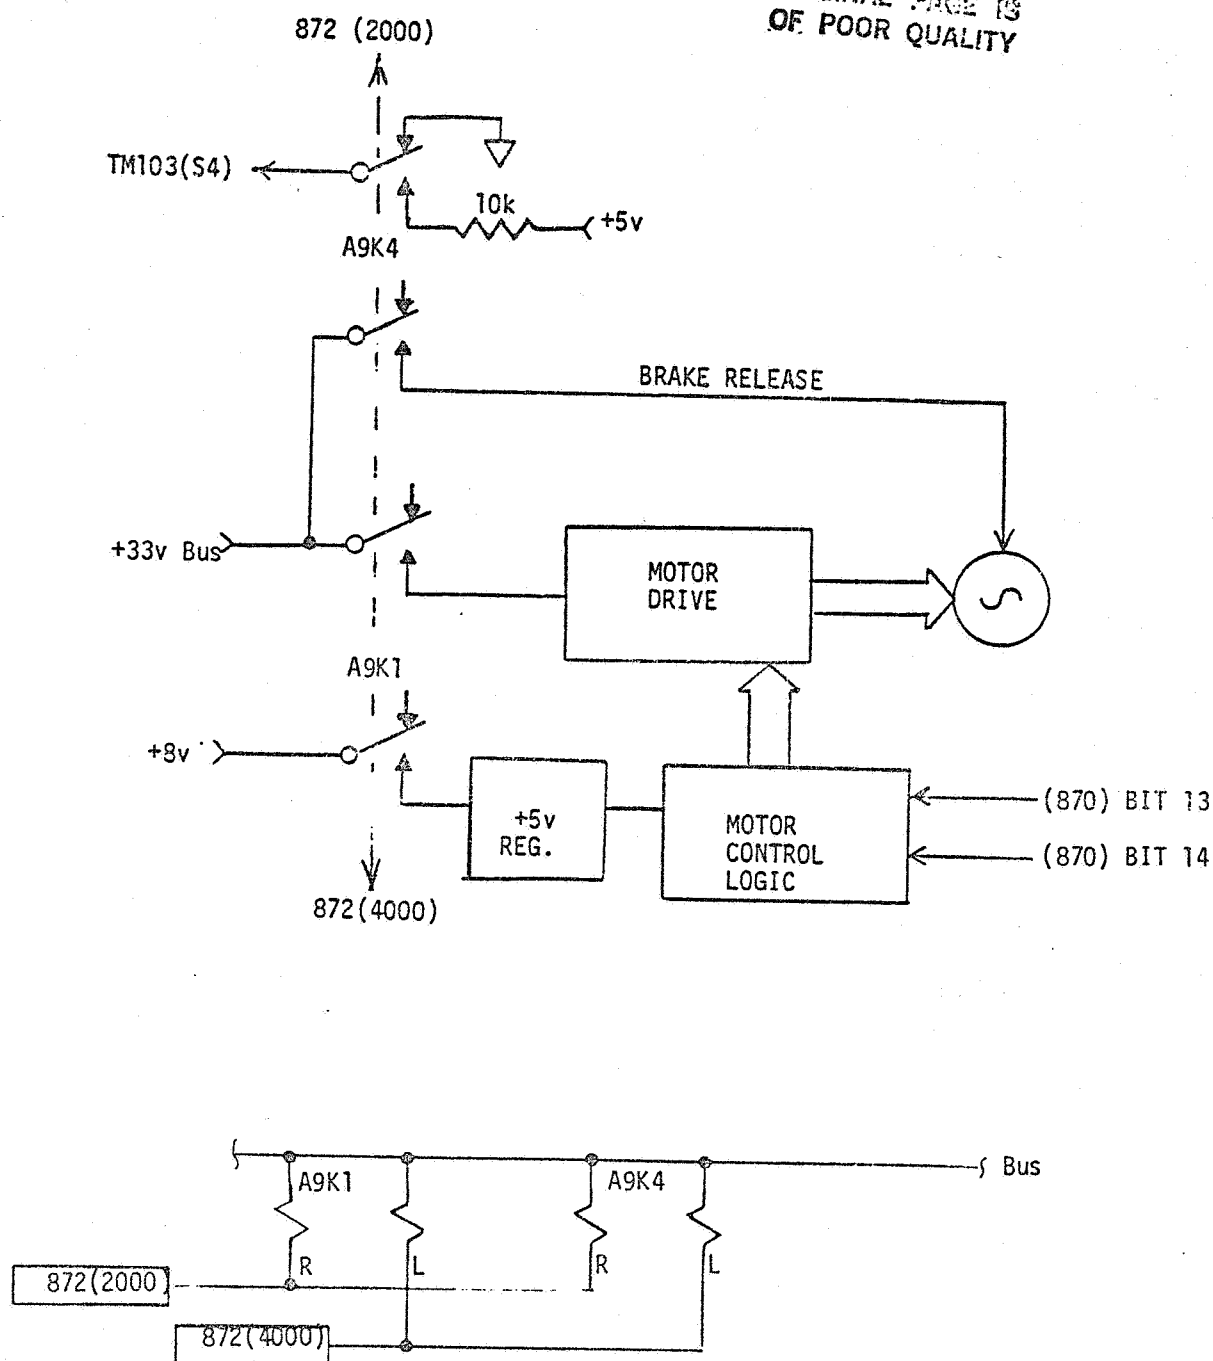 PAGE IS
872 (2000)
OF POOR QUALITY
TM103(S4)
10k
+5v
A9K4
BRAKE RELEASE
+33v Bus
MOTOR
DRIVE
A9K1
+8v
+5v
REG.
MOTOR
CONTROL
LOGIC
(870) BIT 13
(870) BIT 14
872(4000)
Bus
A9K1
A9K4
R
L
R
L
872(2000)
872(4000)